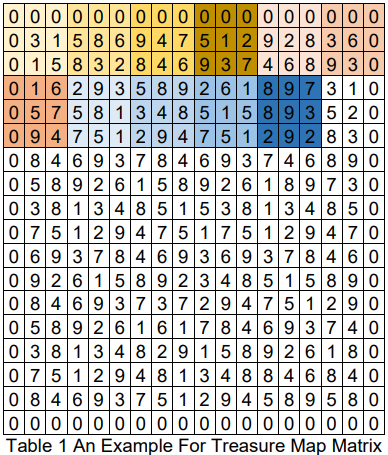 0 0 0 0 0 0 0 0 0 0 0 0 0 0 0 0 0 0
0 3 1 5 8 6 9 4 7 5 1 2 9 2 8 3 6 0
0 1 5 8 3 2 8 4 6 9 3 7 4 6 8 9 3 0
0 1 6 2 9 3 5 8 9 2 6 1 8 9 7 3 1 0
0 5 7 5 8 1 3 4 8 5 1 5 8 9 3 5 2 0
0 9 4 7 5 1 2 9 4 7 5 1 8 9 2 8 3 0
0 8 4 6 9 3 7 8 4 6 9 3 7 4 6 8 9 0
0 5 8 9 2 6 1 5 8 9 2 6 1 8 9 7 3 0
0 3 8 1 3 4 8 5 1 5 3 8 1 3 4 8 5 0
0 7 5 1 2 9 4 7 5 1 7 5 1 2 9 4 7 0
0 6 9 3 7 8 4 6 9 3 6 9 3 7 8 4 6 0
0 9 2 6 1 5 8 9 2 3 4 8 5 1 5 8 9 0
0 8 4 6 9 3 7 3 7 2 9 4 7 5 1 2 9 0
0 5 8 9 2 6 1 6 1 7 8 4 6 9 3 7 4 0
0 3 8 1 3 4 8 2 9 1 5 8 9 2 6 1 8 0
0 7 5 1 2 9 4 8 1 3 4 8 8 4 6 8 4 0
0 8 4 6 9 3 7 5 1 2 9 4 5 8 9 5 8 0
0 0 0 0 0 0 0 0 0 0 0 0 0 0 0 0 0 0
Table 1 An Example For Treasure Map Matrix